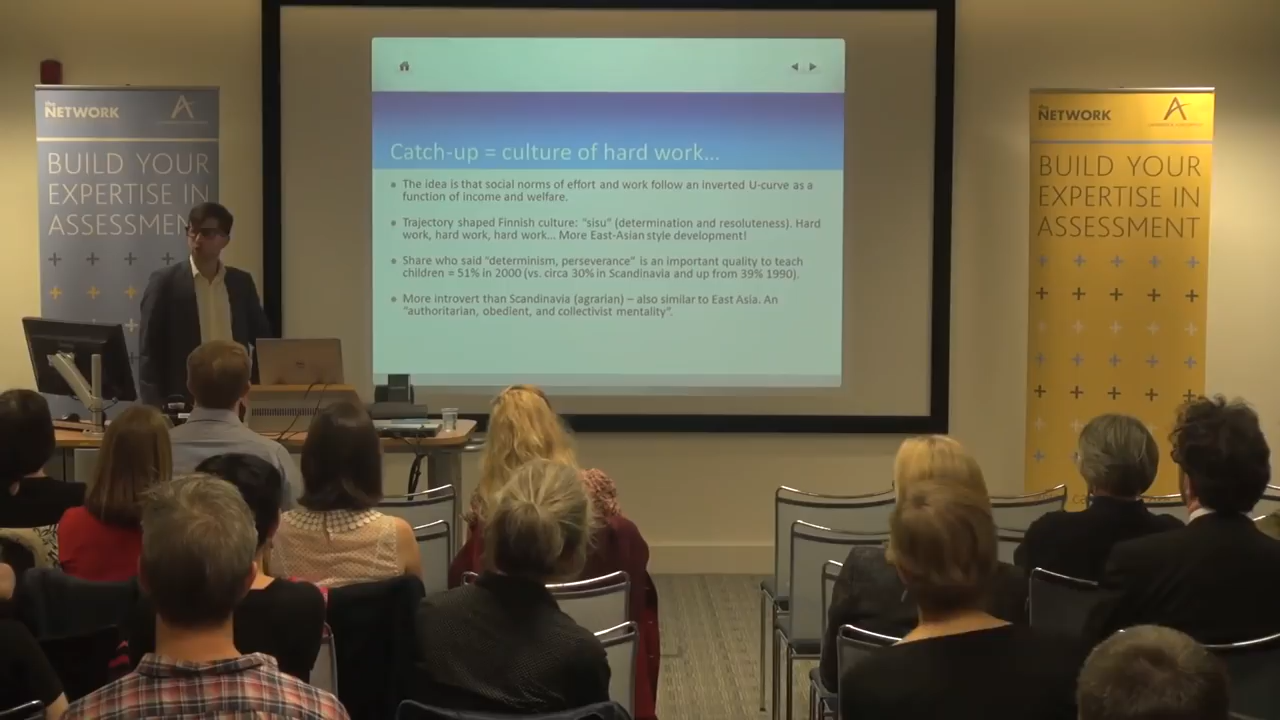 the
NETWORK
BUILD YOUR
EXPERTISE IN
ASSESSMEN
Catch-up = culture of hard work...
The idea is that social norms of effort and work follow an inverted U-curve as a
function of income and welfare.
Trajectory shaped Finnish culture: "sisu" (determination and resoluteness). Hard
work, hard work, hard work... More East-Asian style development!
Share who said "determinism, perseverance" is an important quality to teach
children = 51% in 2000 (vs. circa 30% in Scandinavia and up from 39% 1990).
More introvert than Scandinavia (agrarian) – also similar to East Asia. An
"authoritarian, obedient, and collectivist mentality".
the
NETWORK
BUILD YOUR
EXPERTISE IN
ASSESSMENT